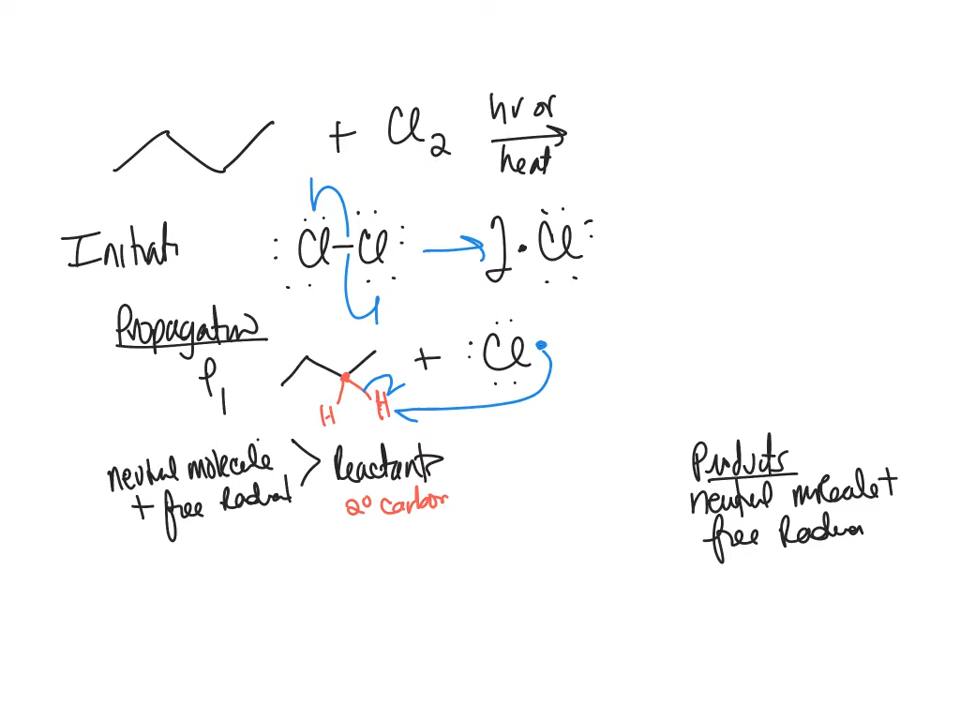 + Cl2 hv or
heat
Initiati
:Cl–Cl: → 2 •Cl:
Propagation
+ :Cl•
P1
H H
neutral molecule > Reactants
+ free Radical
2° carbon
Products
neutral molecule +
free Radica